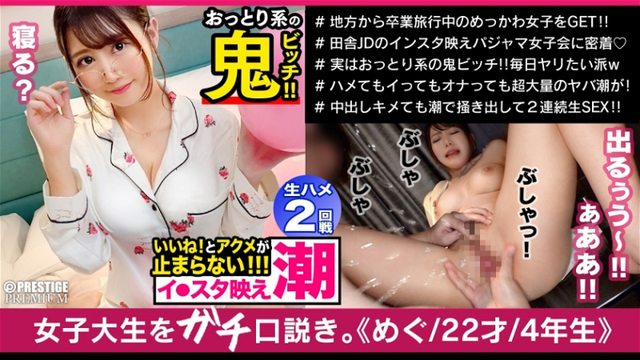 寝る?
おっとり系の
鬼ビッチ!!
# 地方から卒業旅行中のめっかわ女子をGET!!
# 田舎JDのインスタ映えパジャマ女子会に密着♡
# 実はおっとり系の鬼ビッチ!!毎日ヤリたい派w
# ハメてもイってもオナっても超大量のヤバ潮が!
# 中出しキメても潮で掻き出して2連続生SEX!!
ぶしゃ
ぶしゃ
ぶしゃっ!
出るぅう〜!!
ぁああ!!
生ハメ
2回戦
いいね!とアクメが
止まらない!!!
イ●スタ映え潮
PRESTIGE
PREMIUM
女子大生をガチ口説き。《めぐ/22才/4年生》